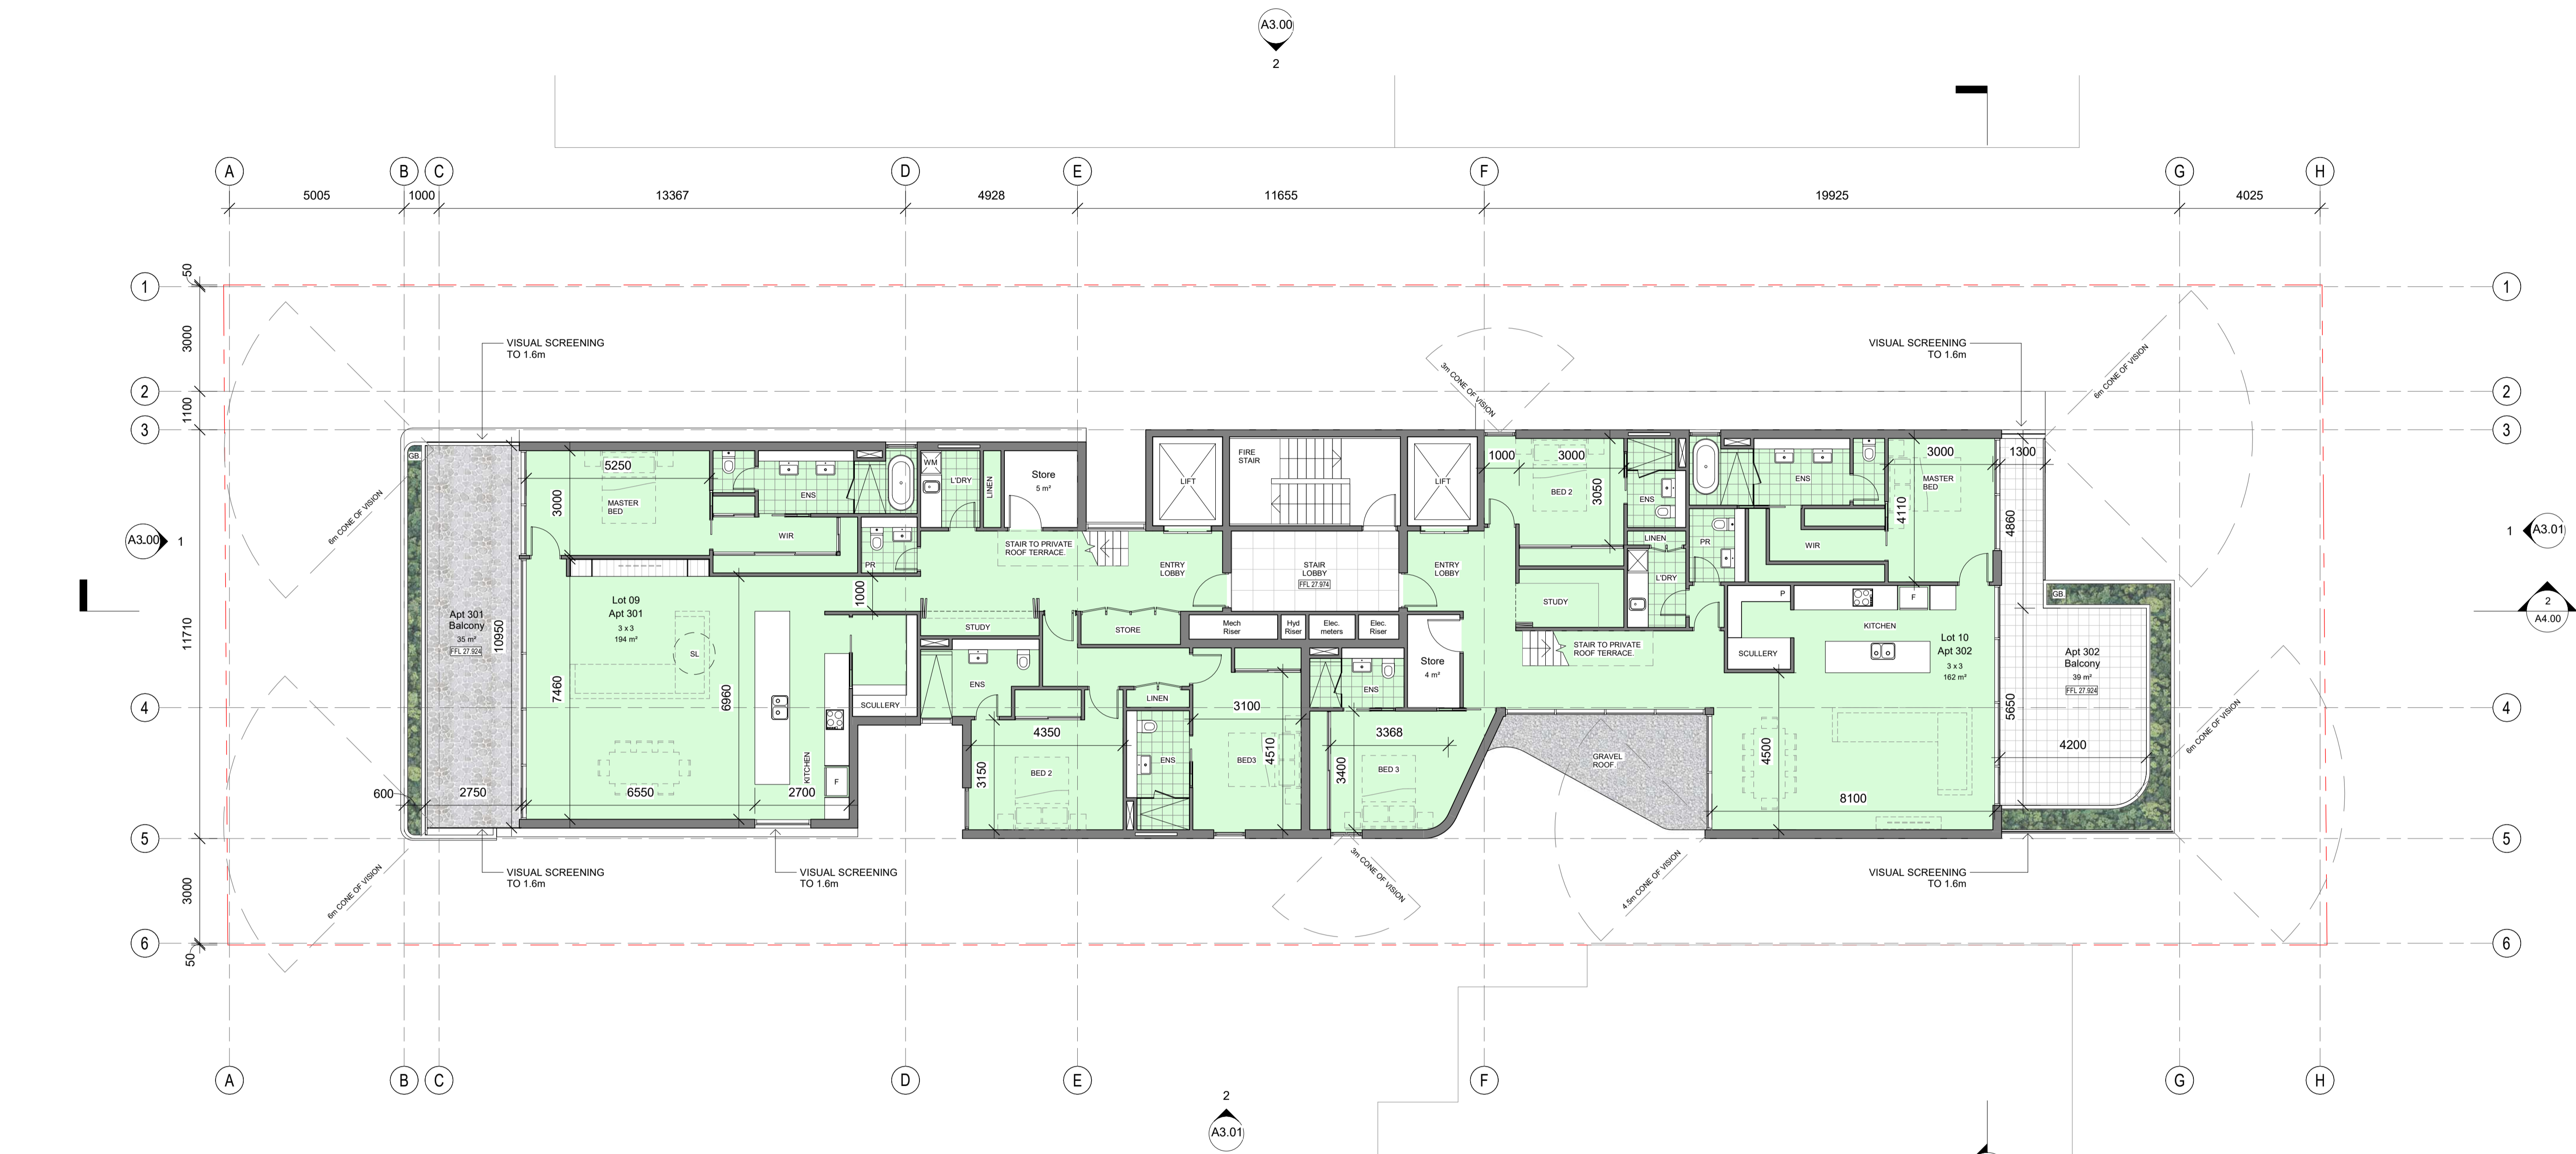 A3.00
2
A
B
C
D
E
F
G
H
5005
1000
13367
4928
11655
19925
4025
50
3000
1100
11710
3000
50
1
2
3
4
5
6
1
2
3
4
5
6
VISUAL SCREENING
TO 1.6m
VISUAL SCREENING
TO 1.6m
6m CONE OF VISION
6m CONE OF VISION
6m CONE OF VISION
3m CONE OF VISION
3m CONE OF VISION
4.5m CONE OF VISION
6m CONE OF VISION
6m CONE OF VISION
A3.00
1
1
A3.01
2
A4.00
GB
Apt 301
Balcony
35 m²
FFL 27.924
10950
600
2750
5250
3000
MASTER
BED
ENS
WIR
PR
WM
L'DRY
LINEN
Store
5 m²
STAIR TO PRIVATE
ROOF TERRACE.
ENTRY
LOBBY
Lot 09
Apt 301
3 x 3
194 m²
SL
1000
7460
6960
6550
2700
KITCHEN
F
SCULLERY
STUDY
STORE
ENS
LINEN
4350
3150
BED 2
ENS
3100
4510
BED3
LIFT
FIRE
STAIR
LIFT
STAIR
LOBBY
FFL 27.974
ENTRY
LOBBY
Mech
Riser
Hyd
Riser
Elec.
meters
Elec.
Riser
Store
4 m²
ENS
3368
3400
BED 3
1000
3000
BED 2
3050
ENS
LINEN
L'DRY
STUDY
PR
ENS
WIR
3000
MASTER
BED
4110
1300
4860
STAIR TO PRIVATE
ROOF TERRACE.
P
F
SCULLERY
KITCHEN
Lot 10
Apt 302
3 x 3
162 m²
GB
Apt 302
Balcony
39 m²
FFL 27.924
5650
4200
GRAVEL
ROOF.
4500
8100
VISUAL SCREENING
TO 1.6m
VISUAL SCREENING
TO 1.6m
VISUAL SCREENING
TO 1.6m
A
B
C
D
E
F
G
H
2
A3.01